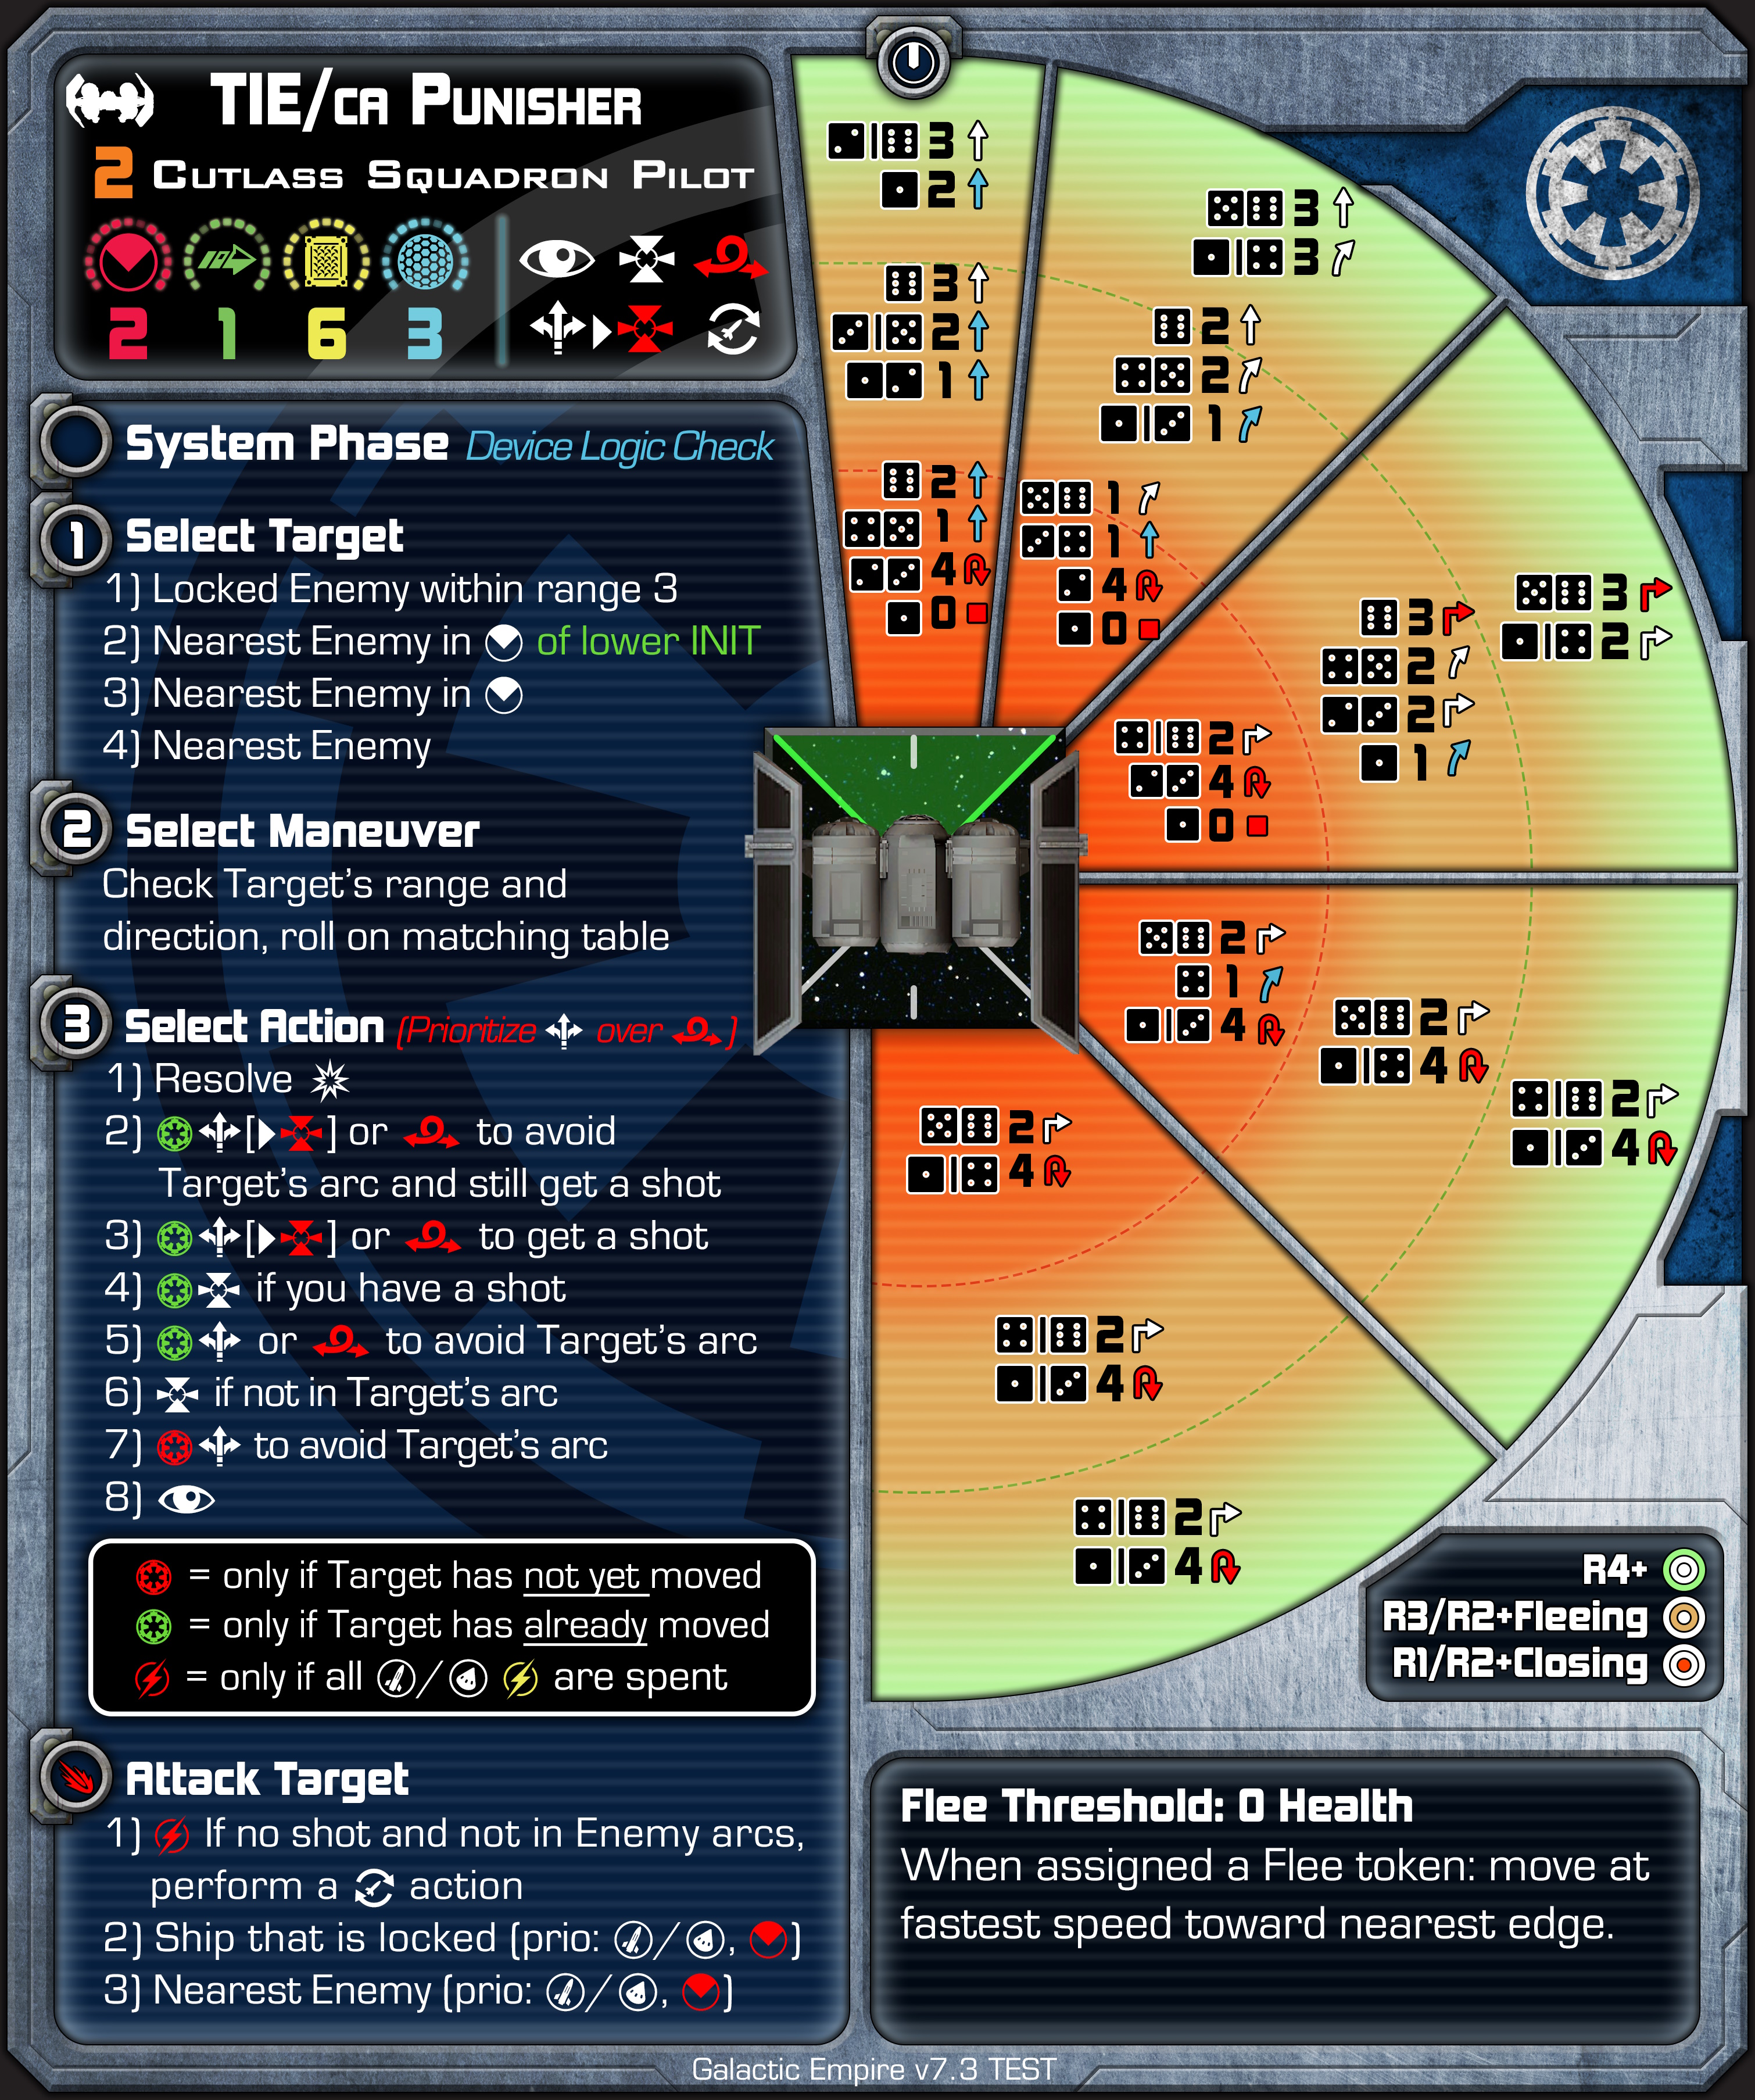 TIE/CA PUNISHER
2 CUTLASS SQUADRON PILOT
2 1 6 3
System Phase Device Logic Check
1 Select Target
1) Locked Enemy within range 3
2) Nearest Enemy in of lower INIT
3) Nearest Enemy in
4) Nearest Enemy
2 Select Maneuver
Check Target's range and
direction, roll on matching table
3 Select Action (Prioritize over )
1) Resolve
2) [ ] or to avoid
Target's arc and still get a shot
3) [ ] or to get a shot
4) if you have a shot
5) or to avoid Target's arc
6) if not in Target's arc
7) to avoid Target's arc
8)
= only if Target has not yet moved
= only if Target has already moved
= only if all / are spent
Attack Target
1) If no shot and not in Enemy arcs,
perform a action
2) Ship that is locked (prio: / , )
3) Nearest Enemy (prio: / , )
3
2
3
2
1
2
1
4
0
3
3
2
2
1
1
1
4
0
3
2
3
2
2
1
2
4
0
2
1
4
2
4
2
4
2
4
2
4
2
4
R4+
R3/R2+Fleeing
R1/R2+Closing
Flee Threshold: 0 Health
When assigned a Flee token: move at
fastest speed toward nearest edge.
Galactic Empire v7.3 TEST